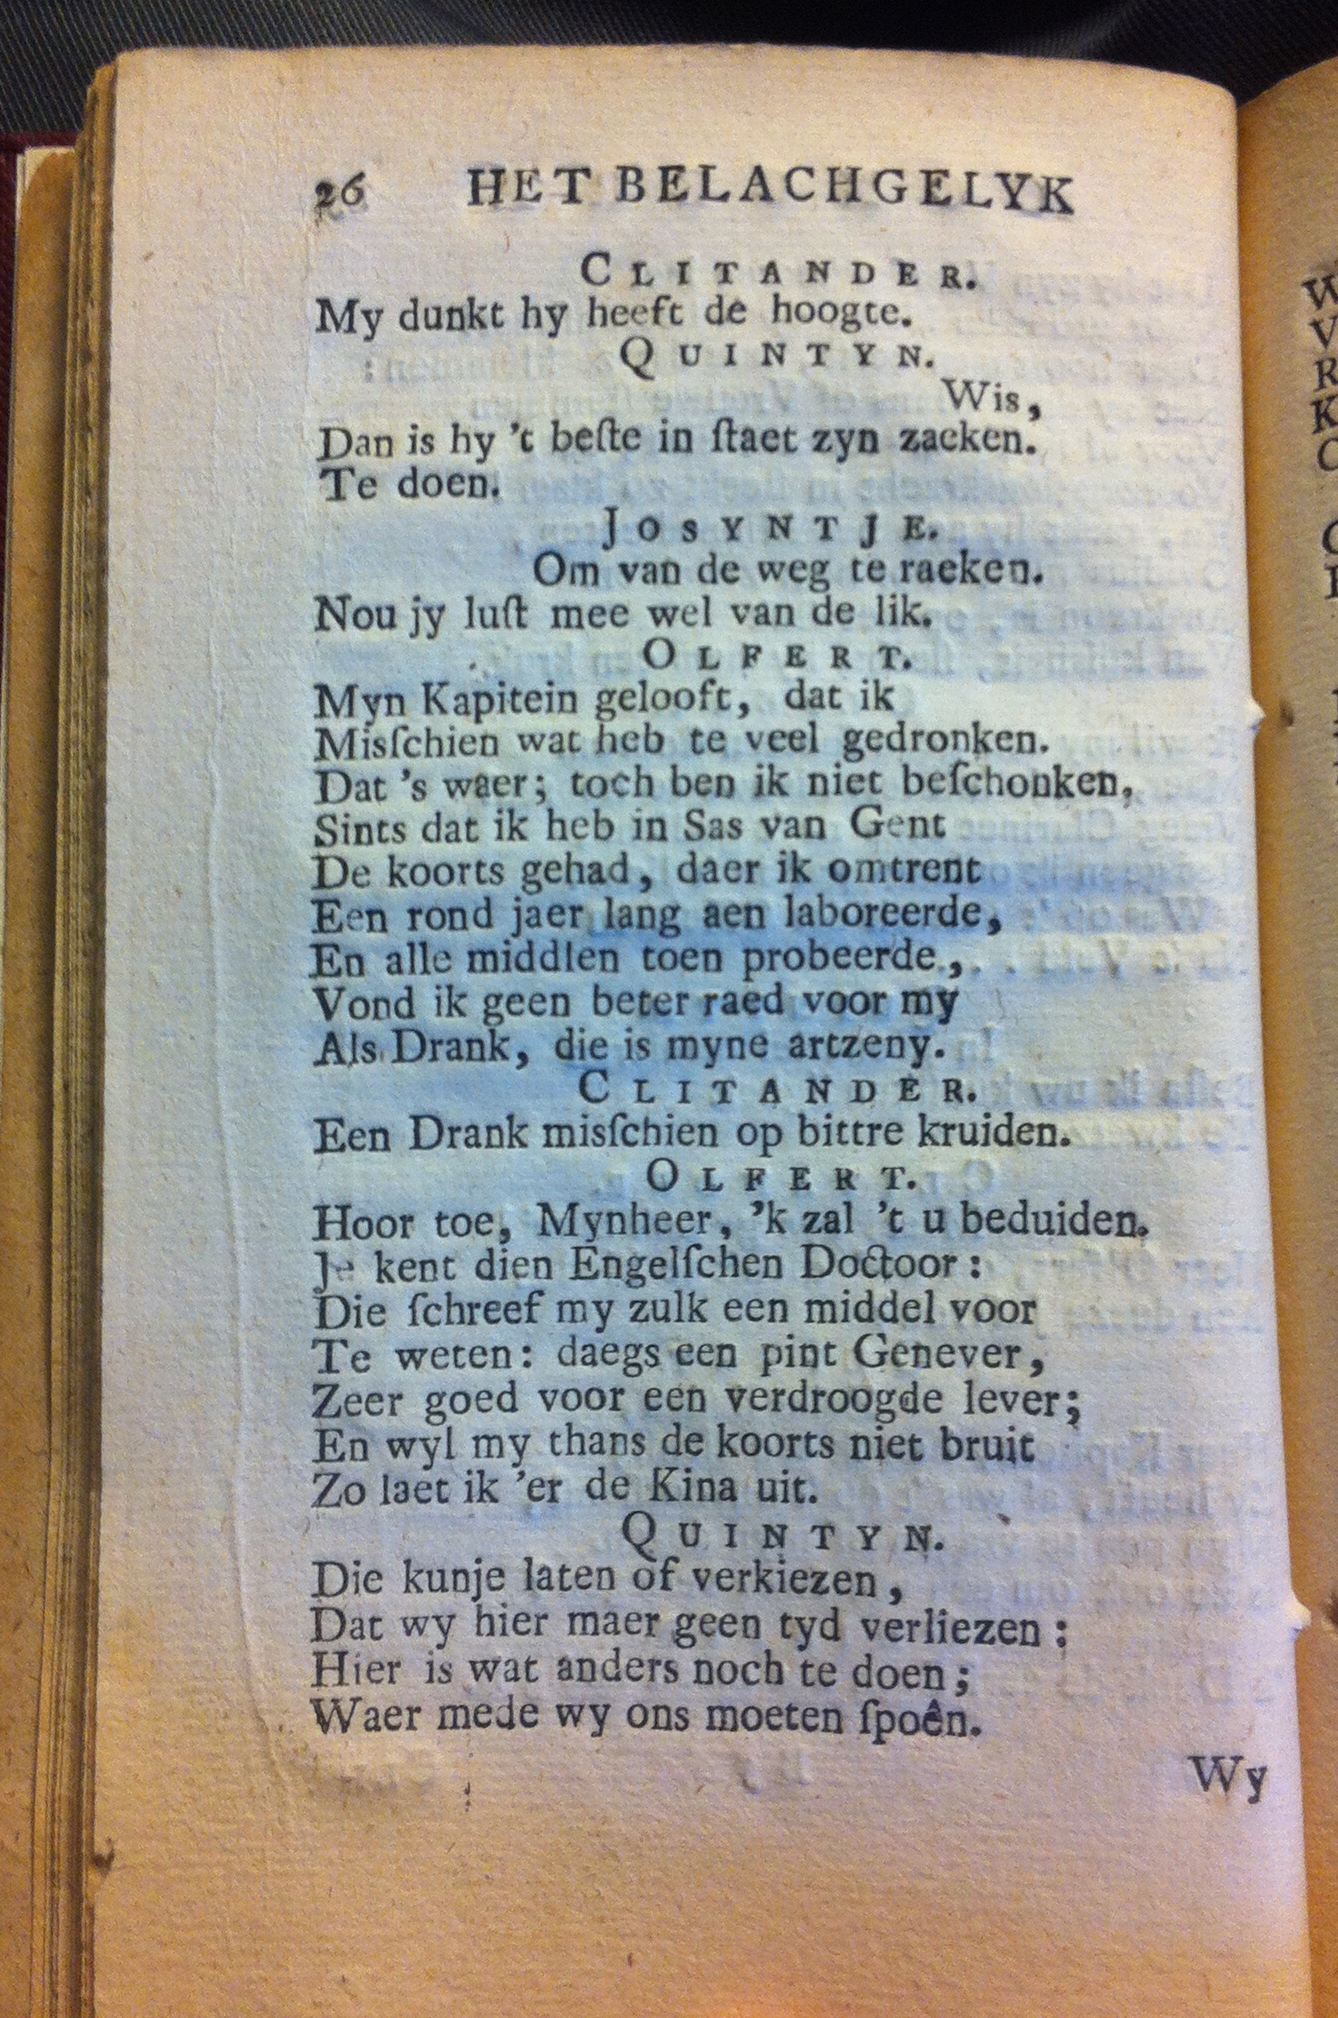 26 HET BELACHGELYK
CLITANDER.
My dunkt hy heeft de hoogte.
QUINTYN.
Wis,
Dan is hy 't beſte in ſtaet zyn zaeken.
Te doen.
JOSYNTJE.
Om van de weg te raeken.
Nou jy luſt mee wel van de lik.
OLFERT.
Myn Kapitein gelooft, dat ik
Misſchien wat heb te veel gedronken.
Dat 's waer; toch ben ik niet beſchonken,
Sints dat ik heb in Sas van Gent
De koorts gehad, daer ik omtrent
Een rond jaer lang aen laboreerde,
En alle middlen toen probeerde,
Vond ik geen beter raed voor my
Als Drank, die is myne artzeny.
CLITANDER.
Een Drank misſchien op bittre kruiden.
OLFERT.
Hoor toe, Mynheer, 'k zal 't u beduiden.
Je kent dien Engelſchen Doctoor:
Die ſchreef my zulk een middel voor
Te weten: daegs een pint Genever,
Zeer goed voor een verdroogde lever;
En wyl my thans de koorts niet bruit
Zo laet ik 'er de Kina uit.
QUINTYN.
Die kunje laten of verkiezen,
Dat wy hier maer geen tyd verliezen:
Hier is wat anders noch te doen;
Waer mede wy ons moeten ſpoên.
Wy